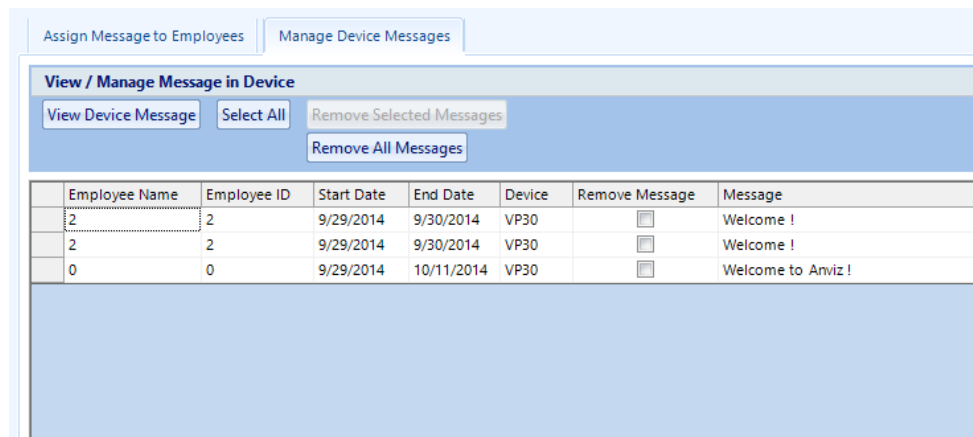 Assign Message to Employees Manage Device Messages
View / Manage Message in Device
View Device Message Select All Remove Selected Messages
Remove All Messages
Employee Name Employee ID Start Date End Date Device Remove Message Message
2 2 9/29/2014 9/30/2014 VP30 Welcome !
2 2 9/29/2014 9/30/2014 VP30 Welcome !
0 0 9/29/2014 10/11/2014 VP30 Welcome to Anviz !